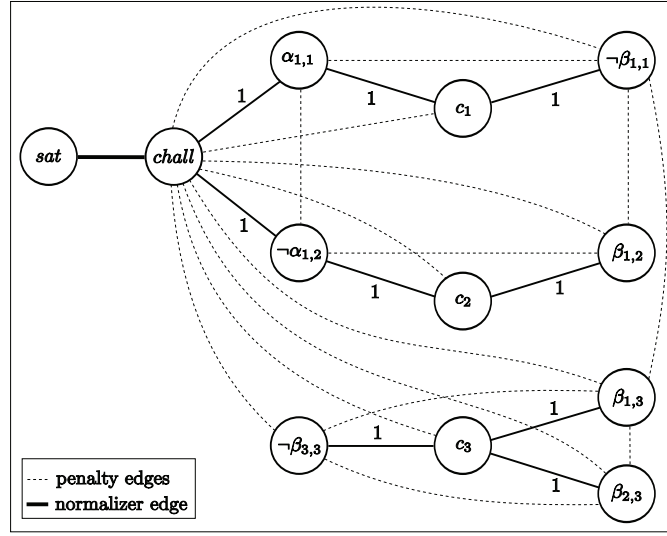 α1,1
¬β1,1
1
1
1
c1
sat
chall
1
¬α1,2
β1,2
1
1
c2
β1,3
1
1
¬β3,3
c3
1
β2,3
penalty edges
normalizer edge